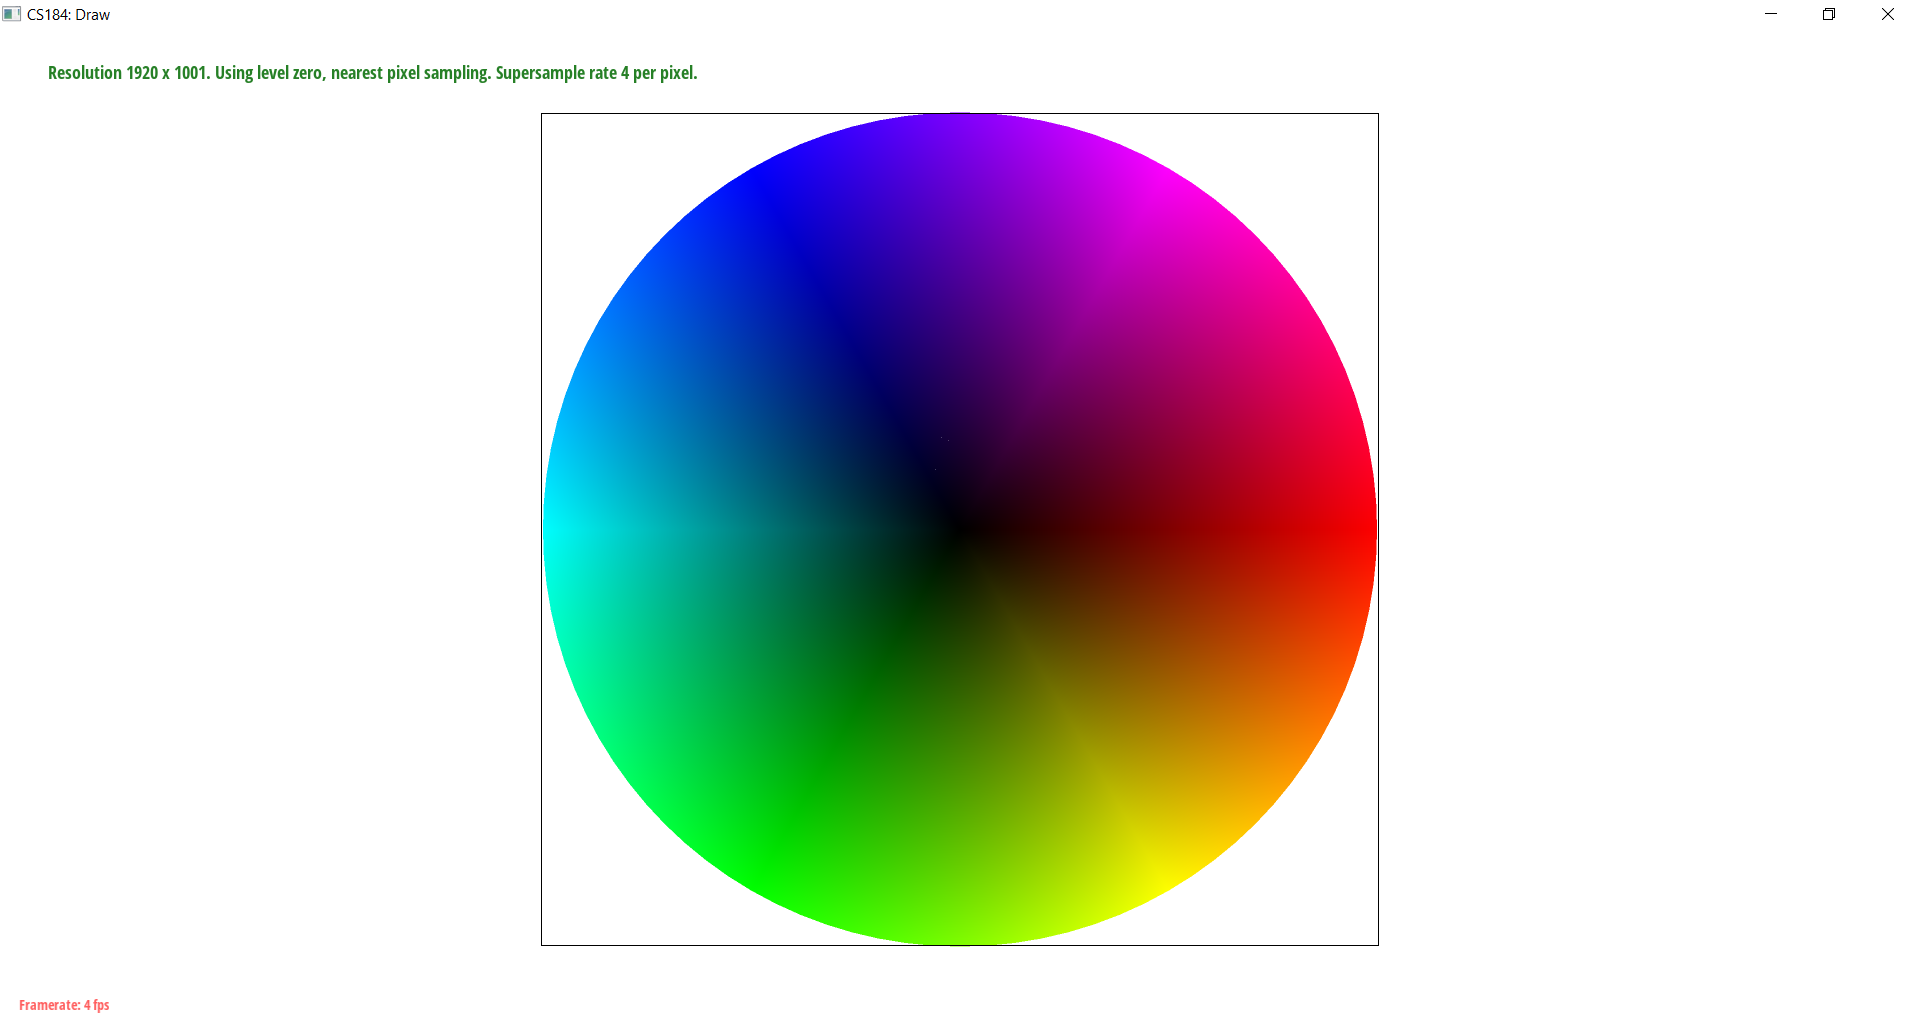 CS184: Draw
Resolution 1920 x 1001. Using level zero, nearest pixel sampling. Supersample rate 4 per pixel.
Framerate: 4 fps